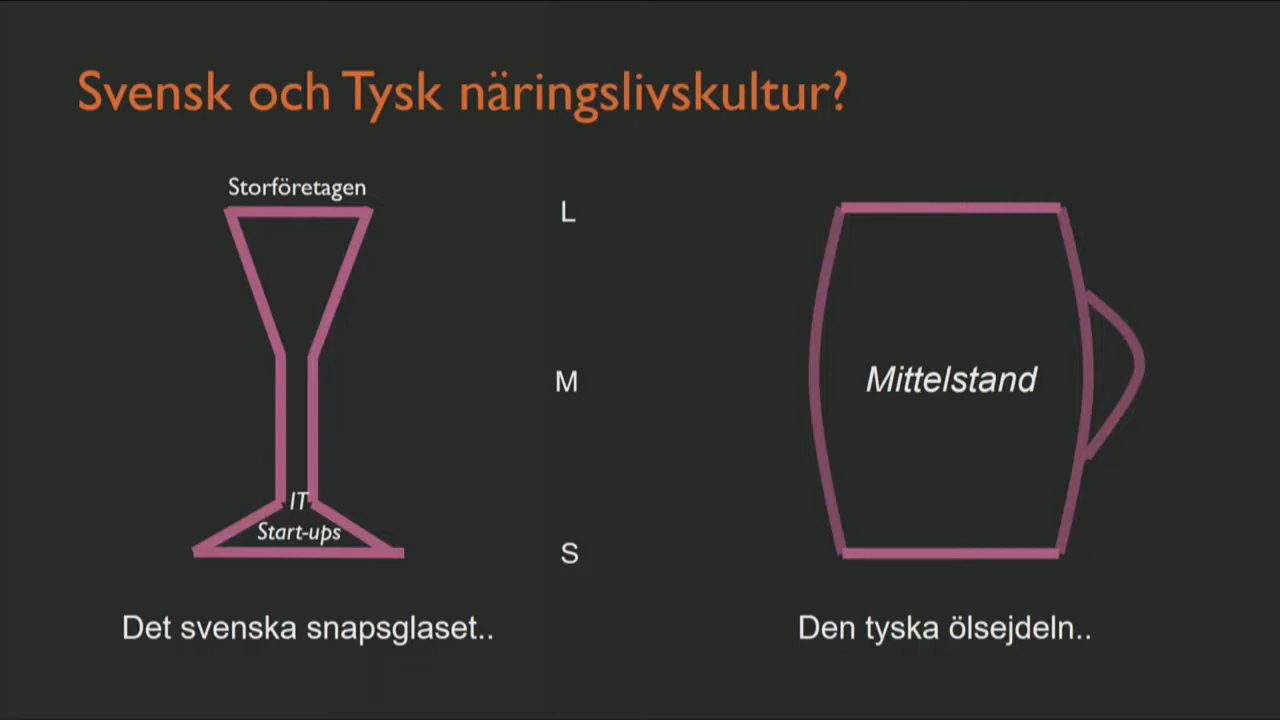 Svensk och Tysk näringslivskultur?
Storföretagen
L
M
Mittelstand
IT
Start-ups
S
Det svenska snapsglaset..
Den tyska ölsejdeln..